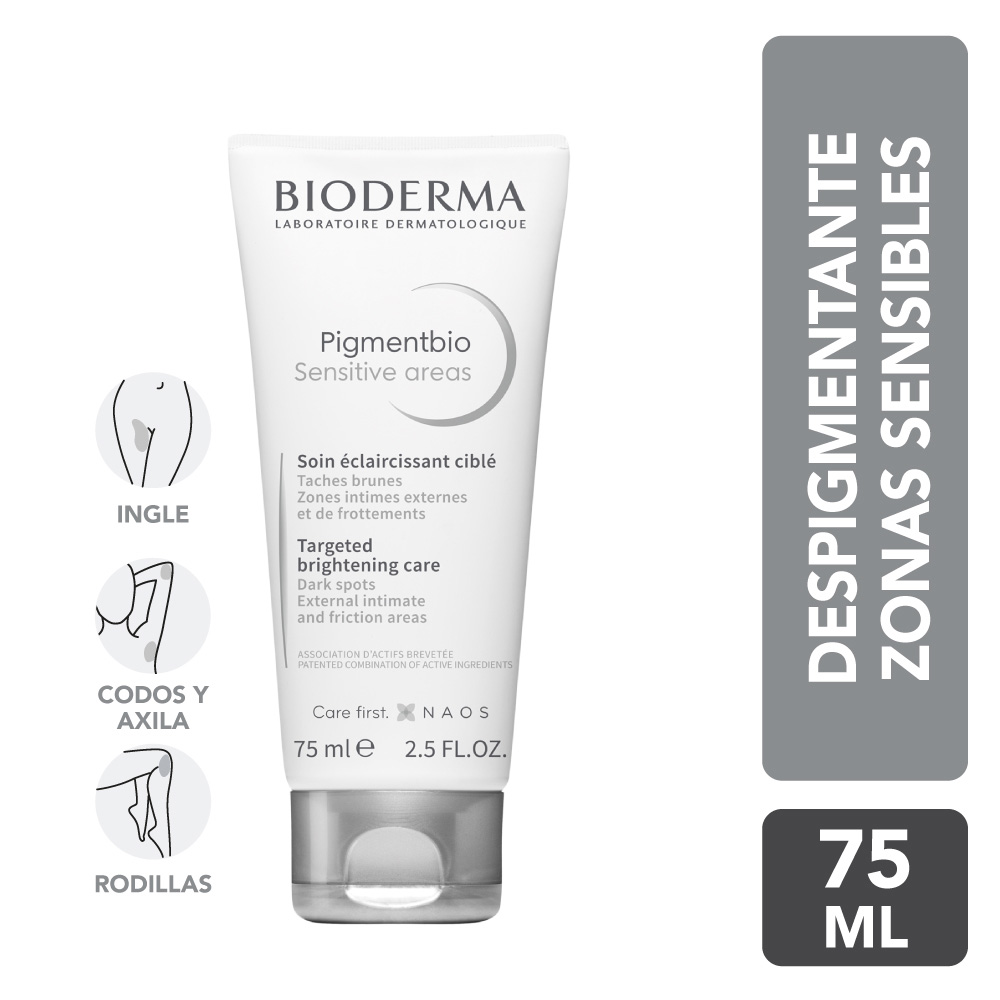 BIODERMA
LABORATOIRE DERMATOLOGIQUE
Pigmentbio
Sensitive areas
Soin éclaircissant ciblé
Taches brunes
Zones intimes externes
et de frottements
Targeted
brightening care
Dark spots
External intimate
and friction areas
ASSOCIATION D'ACTIFS BREVETÉE
PATENTED COMBINATION OF ACTIVE INGREDIENTS
Care first. NAOS
75 ml ℮ 2.5 FL.OZ.
INGLE
CODOS Y
AXILA
RODILLAS
DESPIGMENTANTE
ZONAS SENSIBLES
75
ML